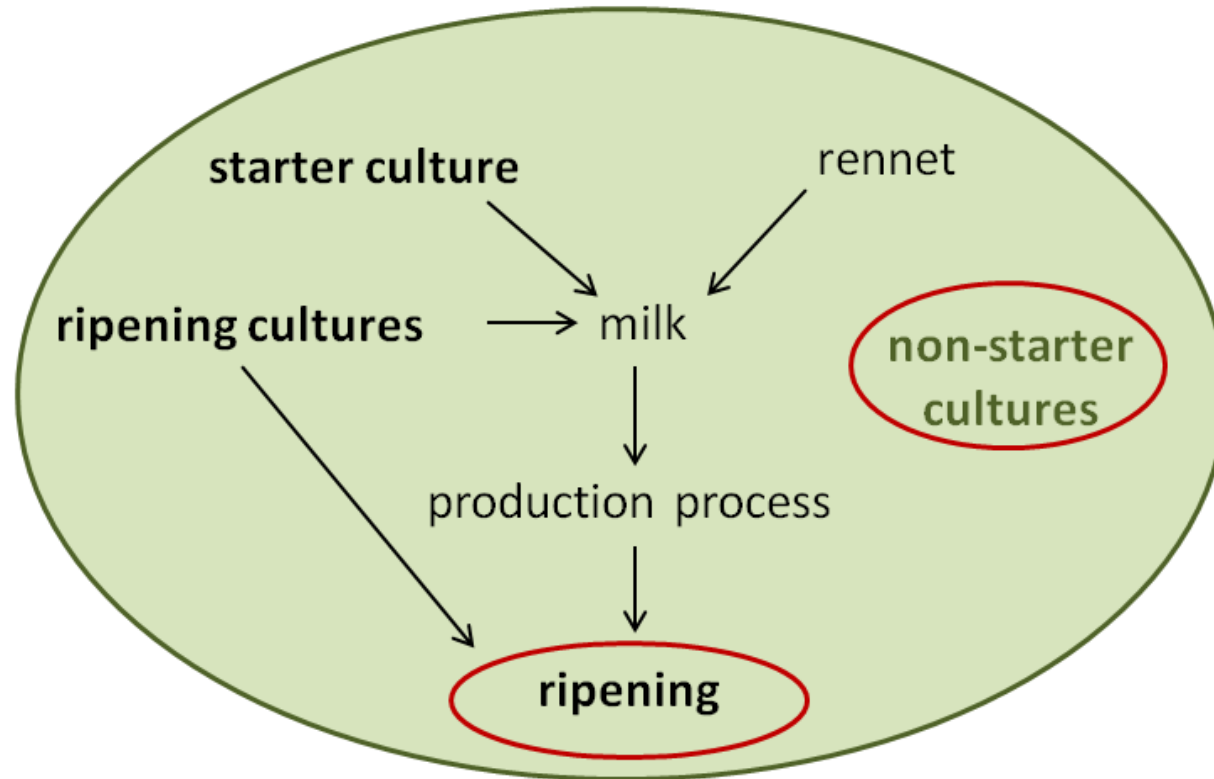 starter culture
rennet
ripening cultures
milk
non-starter
cultures
production process
ripening